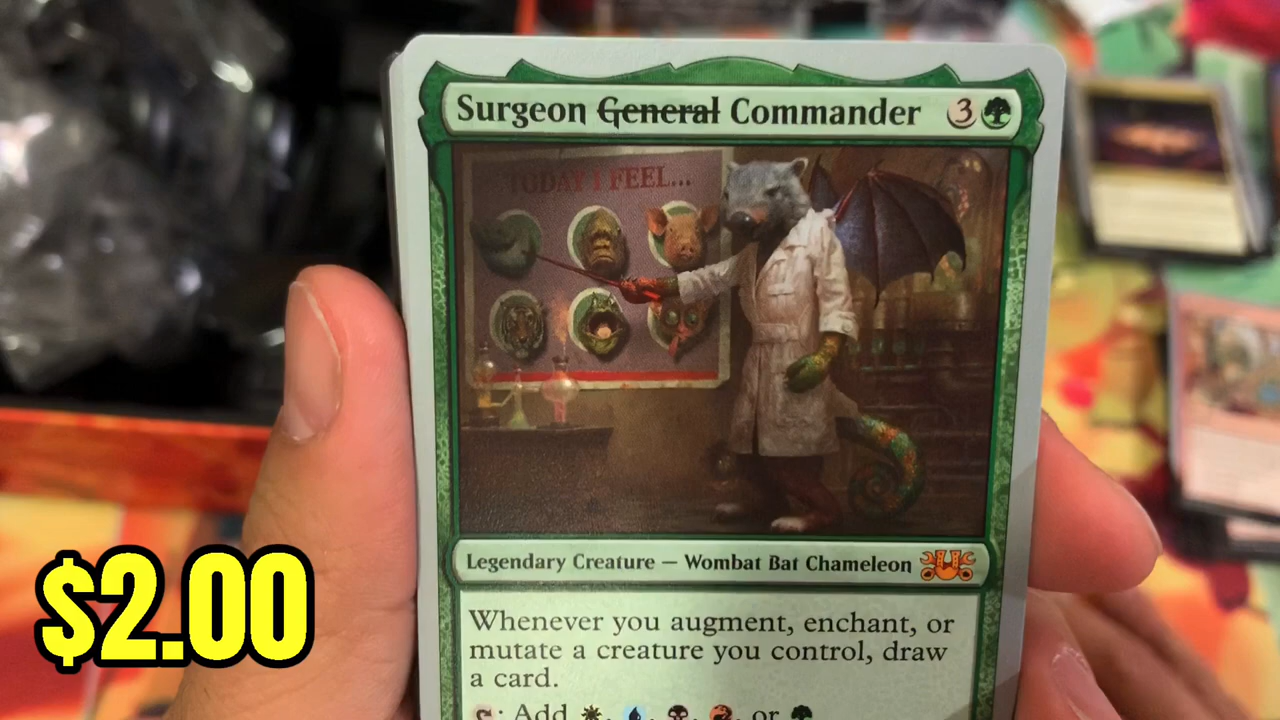 Surgeon General Commander 3
TODAY I FEEL...
Legendary Creature — Wombat Bat Chameleon
Whenever you augment, enchant, or
mutate a creature you control, draw
a card.
: Add , , , , or
$2.00